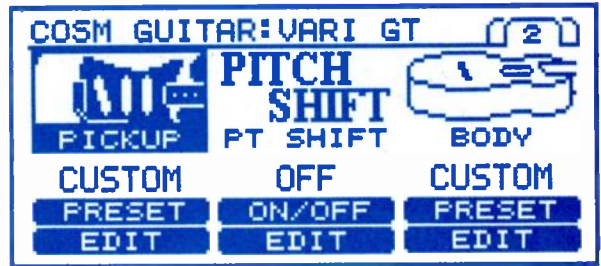 COSM GUITAR:VARI GT 2
PITCH
SHIFT
PICKUP PT SHIFT BODY
CUSTOM OFF CUSTOM
PRESET ON/OFF PRESET
EDIT EDIT EDIT